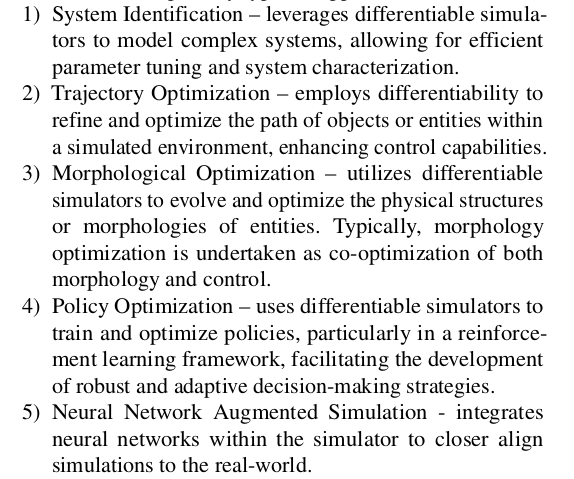 1) System Identification – leverages differentiable simula-
tors to model complex systems, allowing for efficient
parameter tuning and system characterization.
2) Trajectory Optimization – employs differentiability to
refine and optimize the path of objects or entities within
a simulated environment, enhancing control capabilities.
3) Morphological Optimization – utilizes differentiable
simulators to evolve and optimize the physical structures
or morphologies of entities. Typically, morphology
optimization is undertaken as co-optimization of both
morphology and control.
4) Policy Optimization – uses differentiable simulators to
train and optimize policies, particularly in a reinforce-
ment learning framework, facilitating the development
of robust and adaptive decision-making strategies.
5) Neural Network Augmented Simulation - integrates
neural networks within the simulator to closer align
simulations to the real-world.